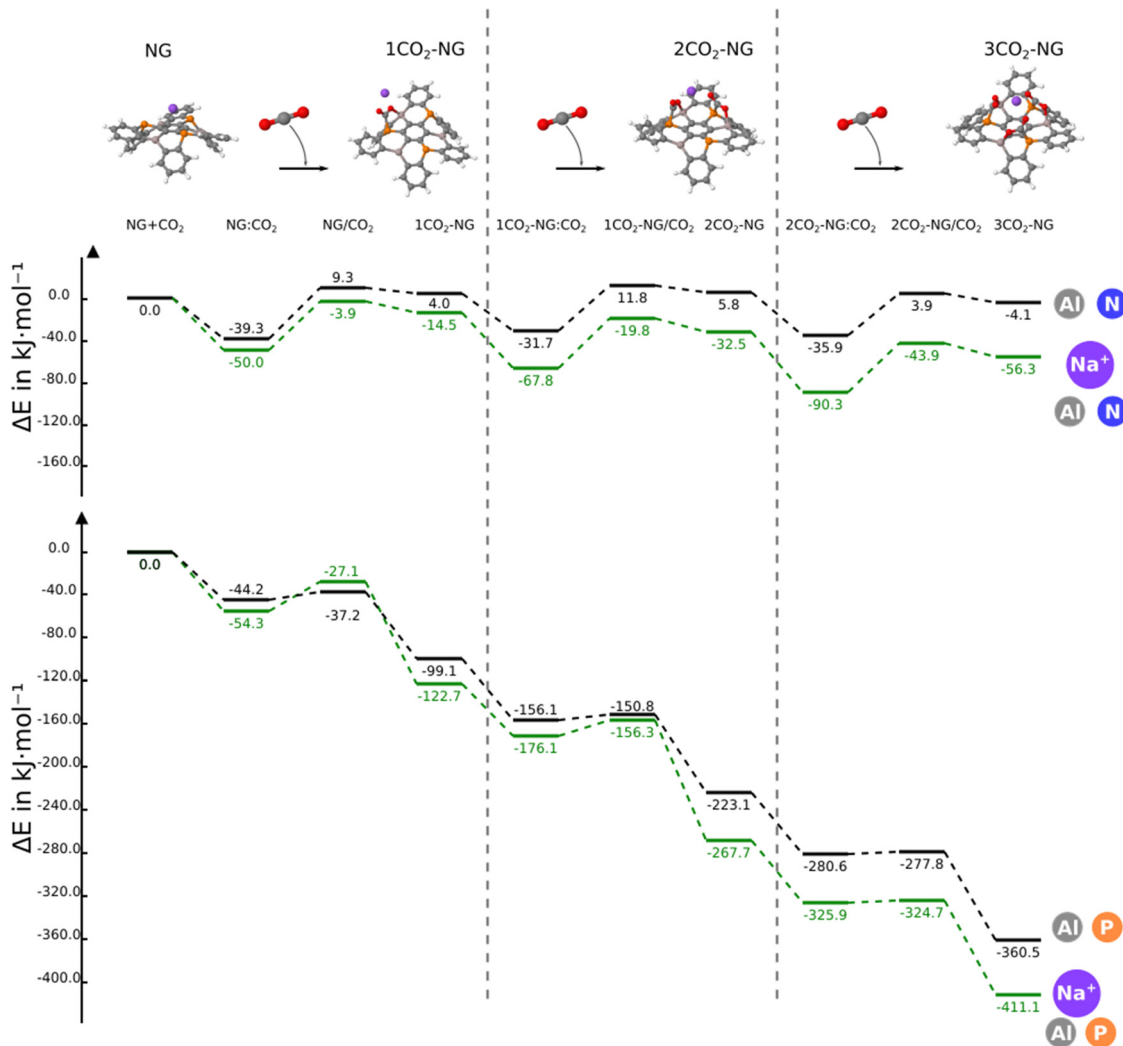 NG 1CO₂-NG 2CO₂-NG 3CO₂-NG
NG+CO₂ NG:CO₂ NG/CO₂ 1CO₂-NG 1CO₂-NG:CO₂ 1CO₂-NG/CO₂ 2CO₂-NG 2CO₂-NG:CO₂ 2CO₂-NG/CO₂ 3CO₂-NG
ΔE in kJ·mol⁻¹
0.0
-40.0
-80.0
-120.0
-160.0
0.0 -39.3 9.3 4.0 -31.7 11.8 5.8 -35.9 3.9 -4.1
-50.0 -3.9 -14.5 -67.8 -19.8 -32.5 -90.3 -43.9 -56.3
Al N
Na⁺
Al N
ΔE in kJ·mol⁻¹
0.0
-40.0
-80.0
-120.0
-160.0
-200.0
-240.0
-280.0
-320.0
-360.0
-400.0
0.0 -44.2 -37.2 -99.1 -156.1 -150.8 -223.1 -280.6 -277.8 -360.5
-54.3 -27.1 -122.7 -176.1 -156.3 -267.7 -325.9 -324.7 -411.1
Al P
Na⁺
Al P